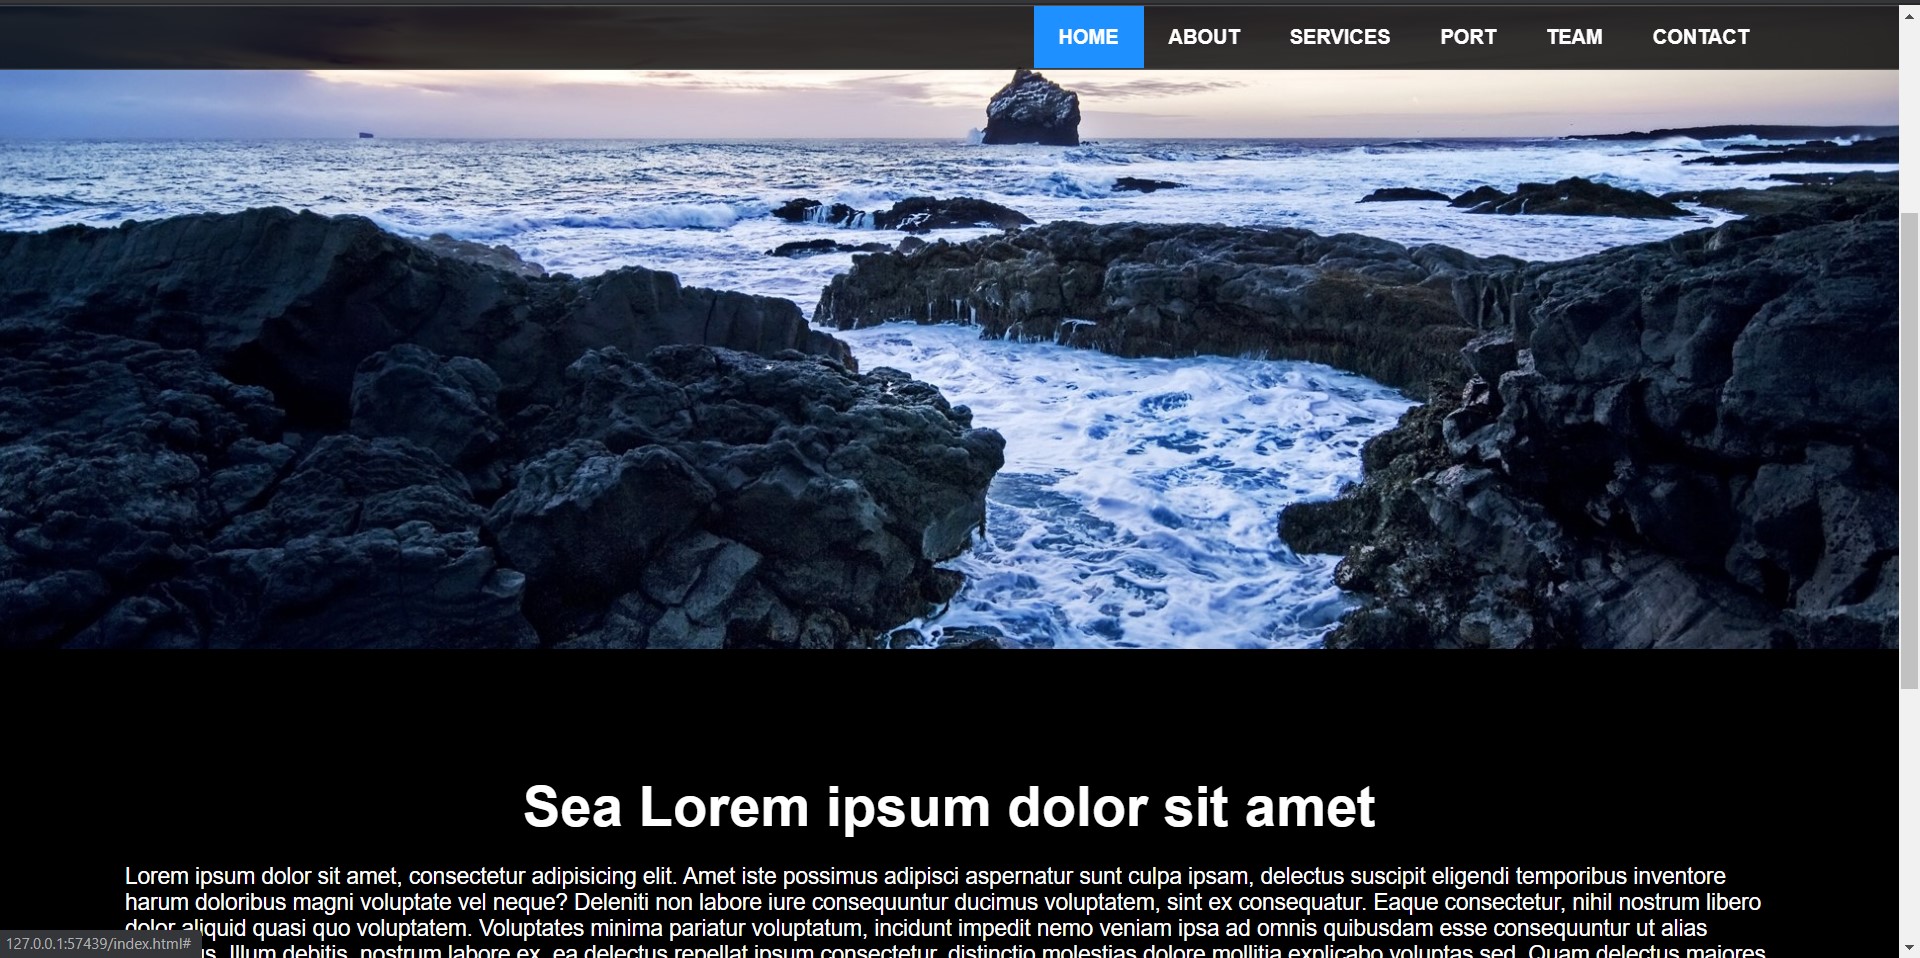 HOME ABOUT SERVICES PORT TEAM CONTACT
Sea Lorem ipsum dolor sit amet
Lorem ipsum dolor sit amet, consectetur adipisicing elit. Amet iste possimus adipisci aspernatur sunt culpa ipsam, delectus suscipit eligendi temporibus inventore
harum doloribus magni voluptate vel neque? Deleniti non labore iure consequuntur ducimus voluptatem, sint ex consequatur. Eaque consectetur, nihil nostrum libero
dolor aliquid quasi quo voluptatem. Voluptates minima pariatur voluptatum, incidunt impedit nemo veniam ipsa ad omnis quibusdam esse consequuntur ut alias
Illum debitis, nostrum labore ex, ea delectus repellat ipsum consectetur, distinctio molestias dolore mollitia explicabo voluptas sed. Quam delectus maiores
127.0.0.1:57439/index.html#